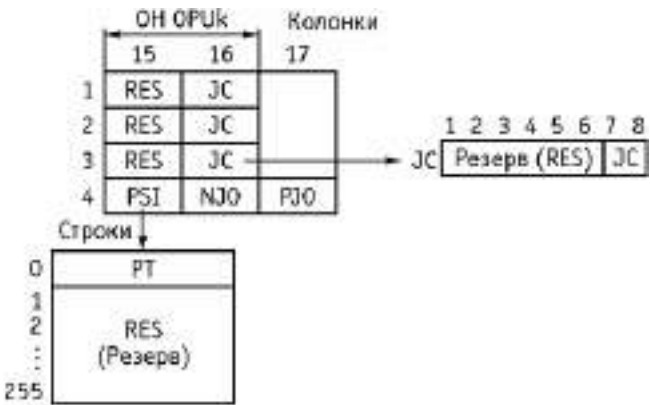 OH OPUk Колонки
15 16 17
1 RES JC
2 RES JC
3 RES JC
4 PSI NJO PJO
1 2 3 4 5 6 7 8
JC Резерв (RES) JC
Строки
0 PT
1
2 RES
⋮ (Резерв)
255